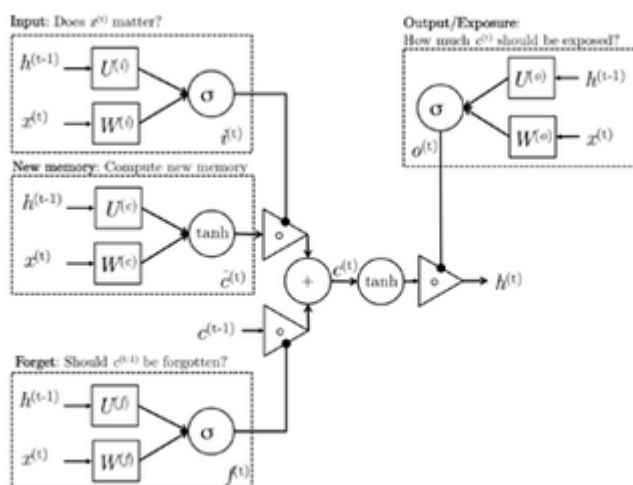 Input: Does x(t) matter?
h(t-1)
U(i)
σ
x(t)
W(i)
i(t)
New memory: Compute new memory
h(t-1)
U(c)
tanh
x(t)
W(c)
c̃(t)
c(t-1)
Forget: Should c(t-1) be forgotten?
h(t-1)
U(f)
σ
x(t)
W(f)
f(t)
+
c(t)
tanh
h(t)
Output/Exposure:
How much c(t) should be exposed?
U(o)
h(t-1)
σ
W(o)
x(t)
o(t)